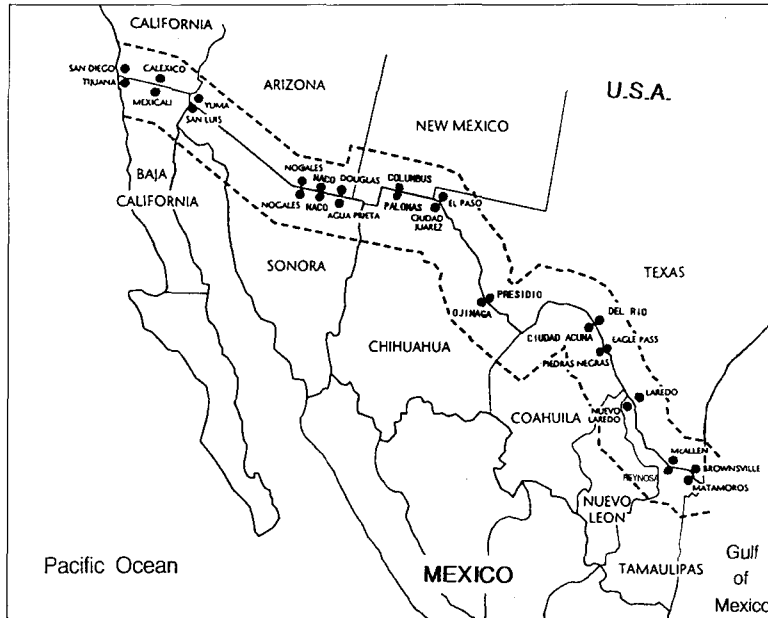 CALIFORNIA
SAN DIEGO
CALEXICO
TIJUANA
MEXICALI
YUMA
SAN LUIS
ARIZONA
U.S.A.
NEW MEXICO
BAJA
CALIFORNIA
NOGALES
NACO
DOUGLAS
COLUMBUS
NOGALES
NACO
AGUA PRIETA
PALONAS
EL PASO
CIUDAD
JUAREZ
SONORA
TEXAS
PRESIDIO
OJINAGA
CHIHUAHUA
DEL RIO
CIUDAD ACUNA
EAGLE PASS
PIEDRAS NEGRAS
COAHUILA
LAREDO
NUEVO
LAREDO
McALLEN
REYNOSA
BROWNSVILLE
MATAMOROS
NUEVO
LEON
Pacific Ocean
MEXICO
TAMAULIPAS
Gulf
of
Mexico